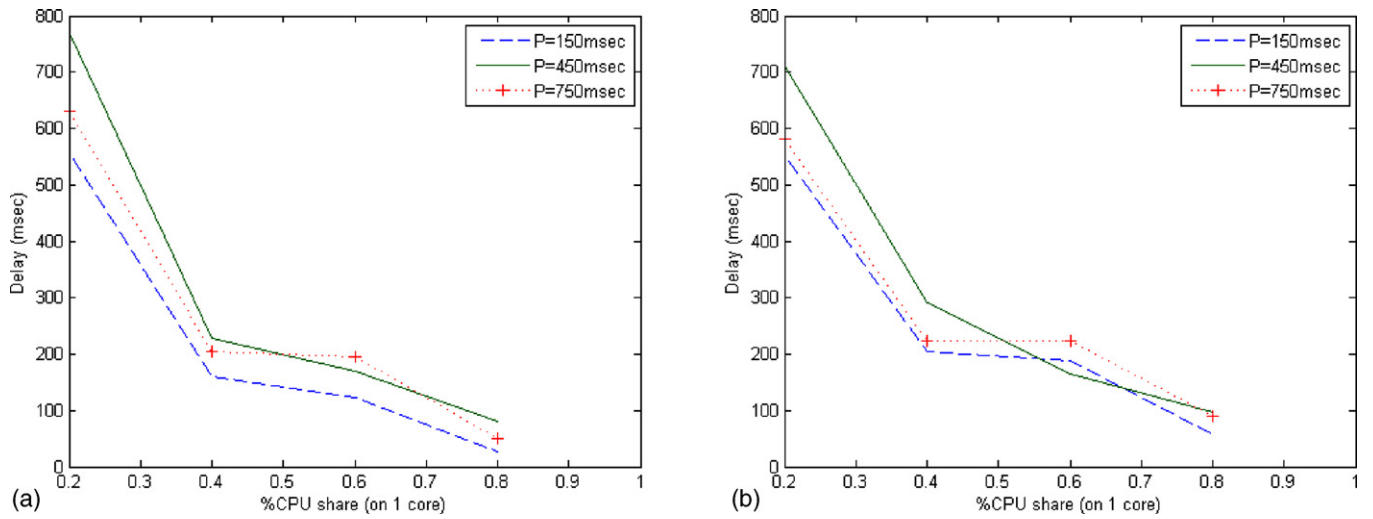 800
700
600
500
400
300
200
100
0
Delay (msec)
P=150msec
P=450msec
P=750msec
0.2 0.3 0.4 0.5 0.6 0.7 0.8 0.9 1
%CPU share (on 1 core)
(a)
800
700
600
500
400
300
200
100
0
Delay (msec)
P=150msec
P=450msec
P=750msec
0.2 0.3 0.4 0.5 0.6 0.7 0.8 0.9 1
%CPU share (on 1 core)
(b)